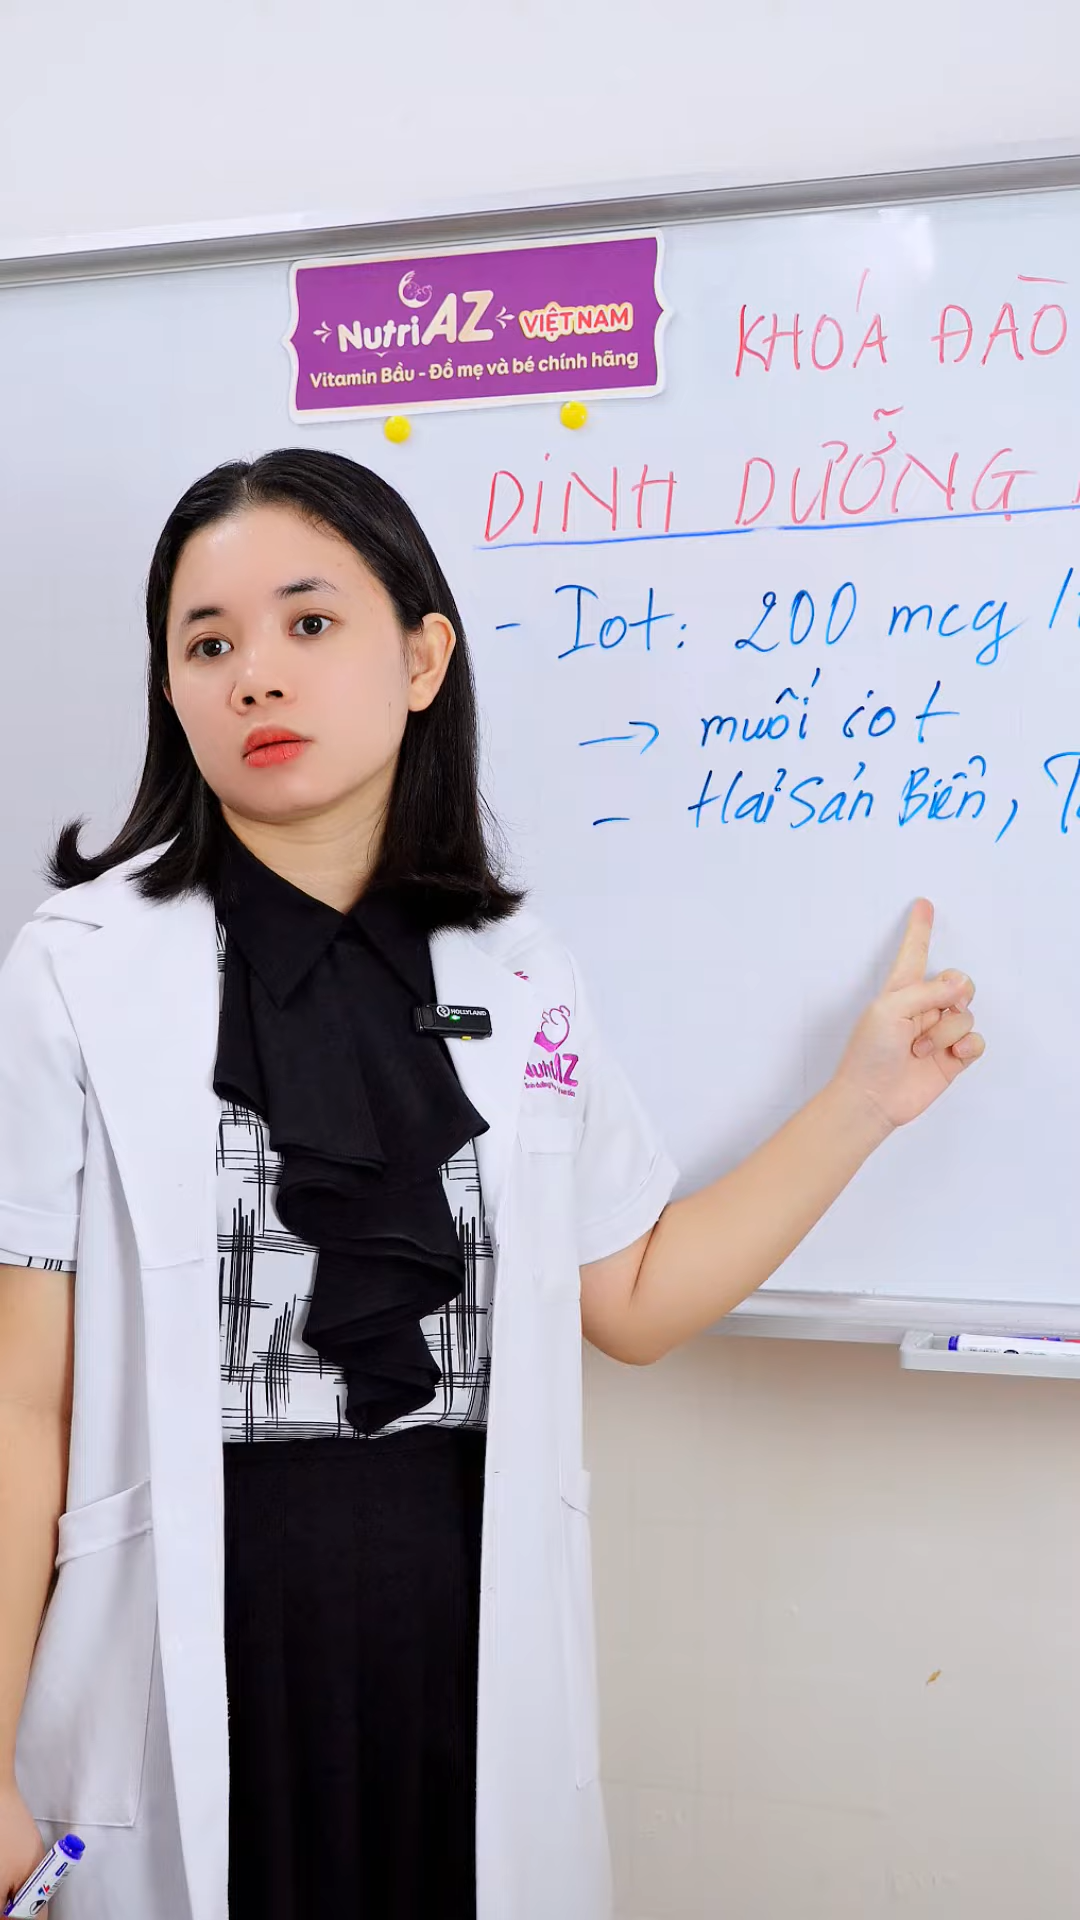 NutriAZ VIỆT NAM
Vitamin Bầu - Đồ mẹ và bé chính hãng
KHÓA ĐÀO
DINH DƯỠNG
- Iot: 200 mcg /
→ muối iot
- Hải Sản Biển,
HOLLYLAND
NutriAZ